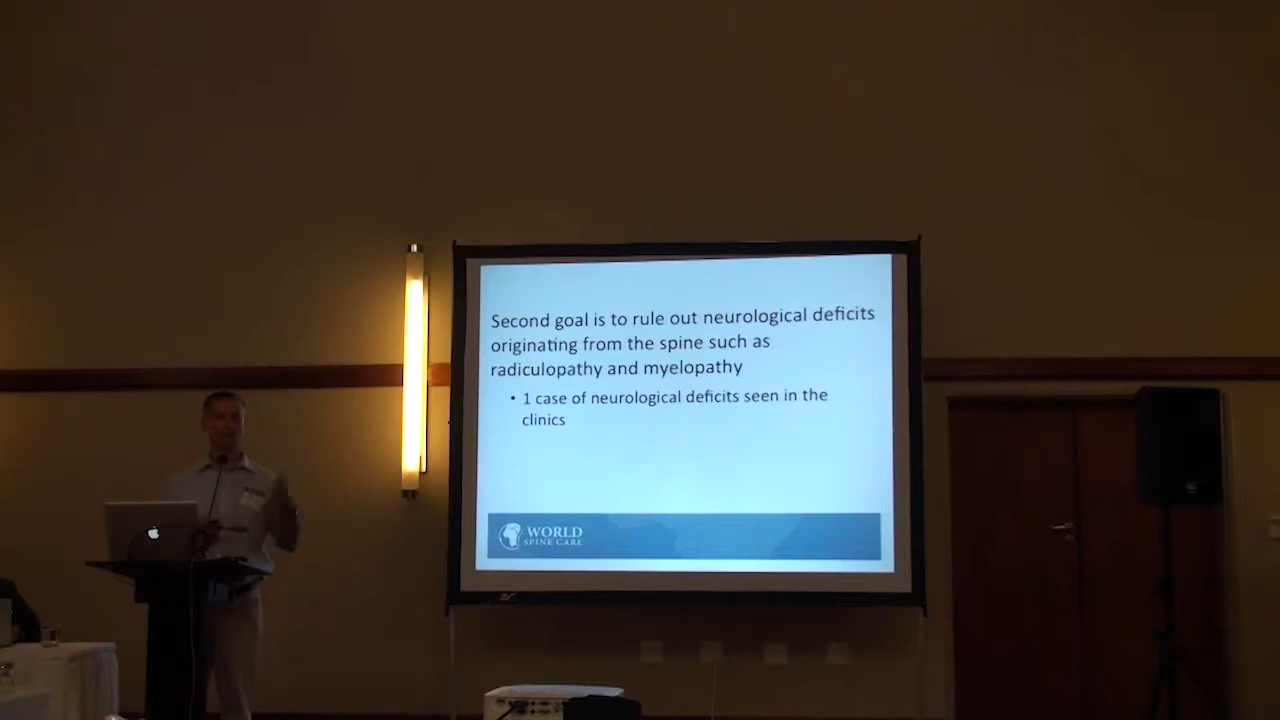 Second goal is to rule out neurological deficits
originating from the spine such as
radiculopathy and myelopathy
• 1 case of neurological deficits seen in the
clinics
WORLD
SPINE CARE